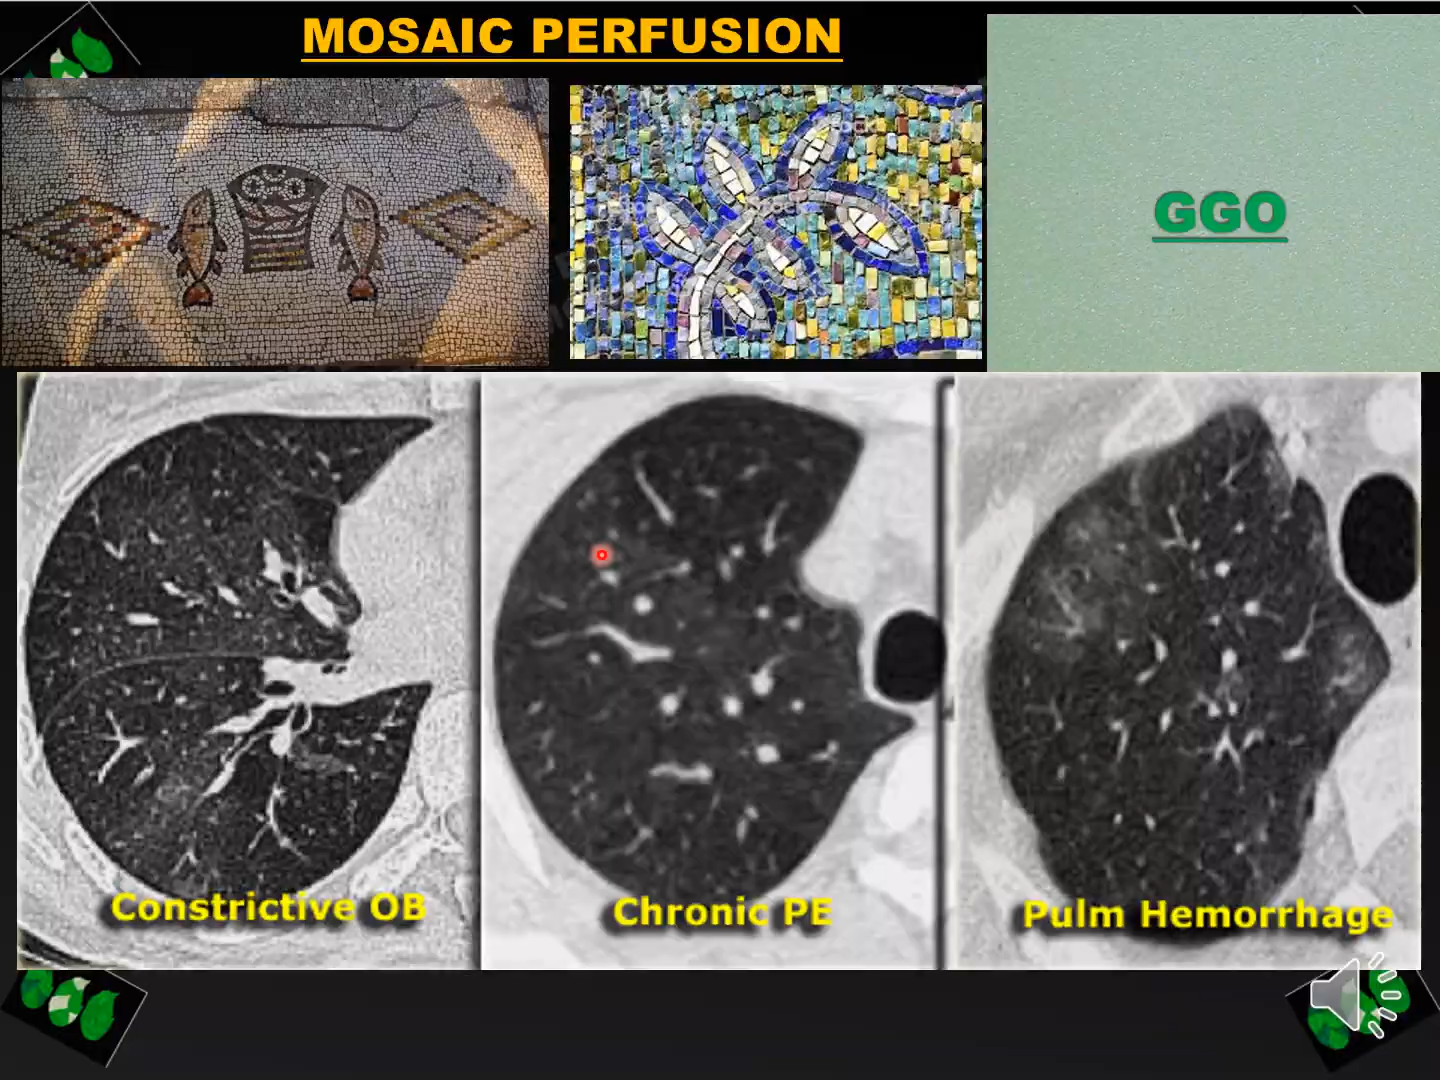 MOSAIC PERFUSION
GGO
Constrictive OB
Chronic PE
Pulm Hemorrhage